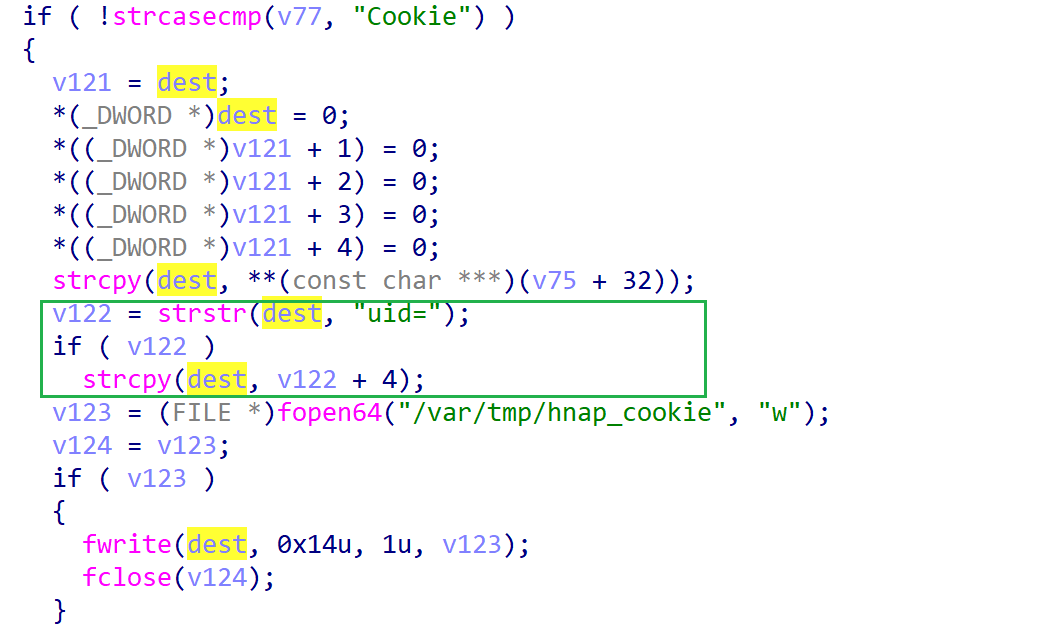 if ( !strcasecmp(v77, "Cookie") )
{
v121 = dest;
*(_DWORD *)dest = 0;
*((_DWORD *)v121 + 1) = 0;
*((_DWORD *)v121 + 2) = 0;
*((_DWORD *)v121 + 3) = 0;
*((_DWORD *)v121 + 4) = 0;
strcpy(dest, **(const char ***)(v75 + 32));
v122 = strstr(dest, "uid=");
if ( v122 )
strcpy(dest, v122 + 4);
v123 = (FILE *)fopen64("/var/tmp/hnap_cookie", "w");
v124 = v123;
if ( v123 )
{
fwrite(dest, 0x14u, 1u, v123);
fclose(v124);
}